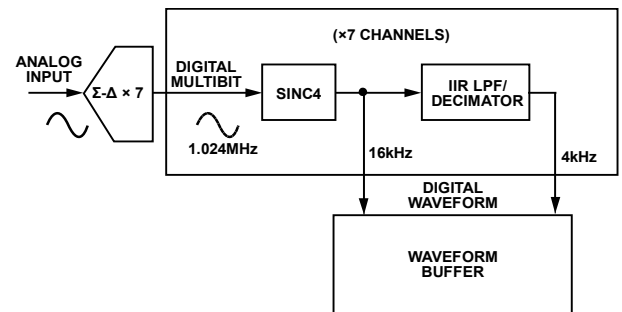 (×7 CHANNELS)
ANALOG
INPUT
Σ-Δ × 7
DIGITAL
MULTIBIT
1.024MHz
SINC4
IIR LPF/
DECIMATOR
16kHz
4kHz
DIGITAL
WAVEFORM
WAVEFORM
BUFFER